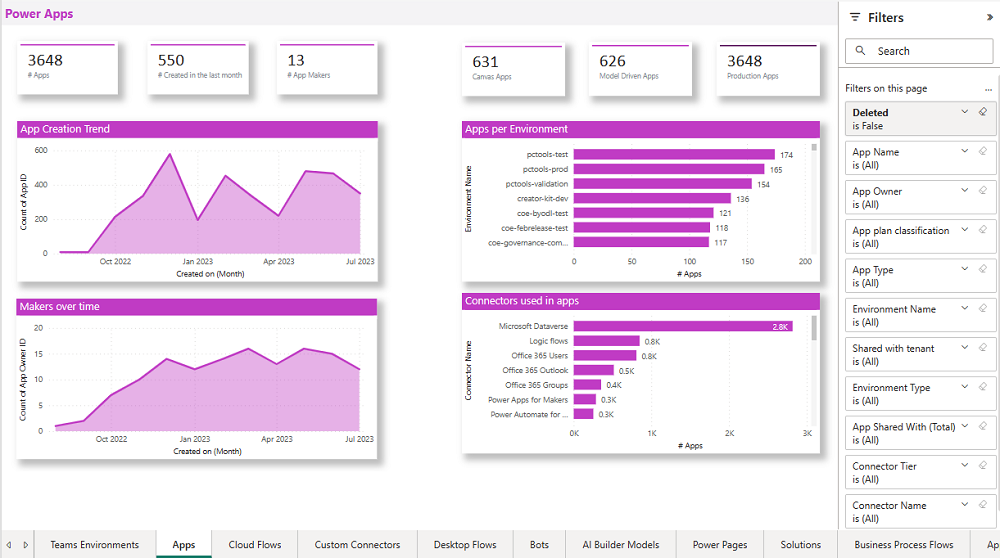 Power Apps
3648
# Apps
550
# Created in the last month
13
# App Makers
631
Canvas Apps
626
Model Driven Apps
3648
Production Apps
App Creation Trend
Count of App ID
600
400
200
0
Oct 2022
Jan 2023
Apr 2023
Jul 2023
Created on (Month)
Apps per Environment
Environment Name
pctools-test
174
pctools-prod
165
pctools-validation
154
creator-kit-dev
136
coe-byodl-test
121
coe-febrelease-test
118
coe-governance-com...
117
0
50
100
150
200
# Apps
Makers over time
Count of App Owner ID
20
15
10
5
0
Oct 2022
Jan 2023
Apr 2023
Jul 2023
Created on (Month)
Connectors used in apps
Connector Name
Microsoft Dataverse
2.8K
Logic flows
0.8K
Office 365 Users
0.8K
Office 365 Outlook
0.5K
Office 365 Groups
0.4K
Power Apps for Makers
0.3K
Power Automate for ...
0.3K
0K
1K
2K
3K
# Apps
Filters
Search
Filters on this page
...
Deleted
is False
App Name
is (All)
App Owner
is (All)
App plan classification
is (All)
App Type
is (All)
Environment Name
is (All)
Shared with tenant
is (All)
Environment Type
is (All)
App Shared With (Total)
is (All)
Connector Tier
is (All)
Connector Name
is (All)
Teams Environments
Apps
Cloud Flows
Custom Connectors
Desktop Flows
Bots
AI Builder Models
Power Pages
Solutions
Business Process Flows
Ap